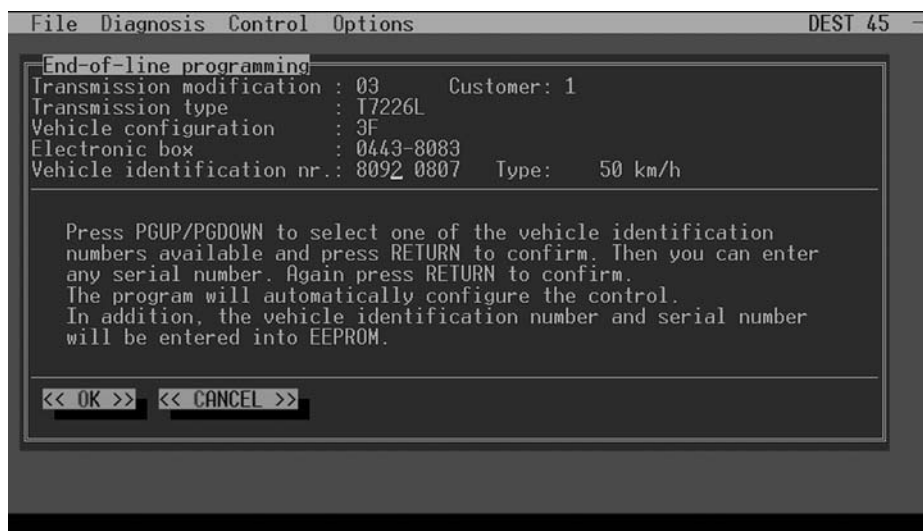 File Diagnosis Control Options DEST 45
End-of-line programming
Transmission modification : 03 Customer: 1
Transmission type : T7226L
Vehicle configuration : 3F
Electronic box : 0443-8083
Vehicle identification nr.: 8092 0807 Type: 50 km/h
Press PGUP/PGDOWN to select one of the vehicle identification
numbers available and press RETURN to confirm. Then you can enter
any serial number. Again press RETURN to confirm.
The program will automatically configure the control.
In addition, the vehicle identification number and serial number
will be entered into EEPROM.
<< OK >> << CANCEL >>